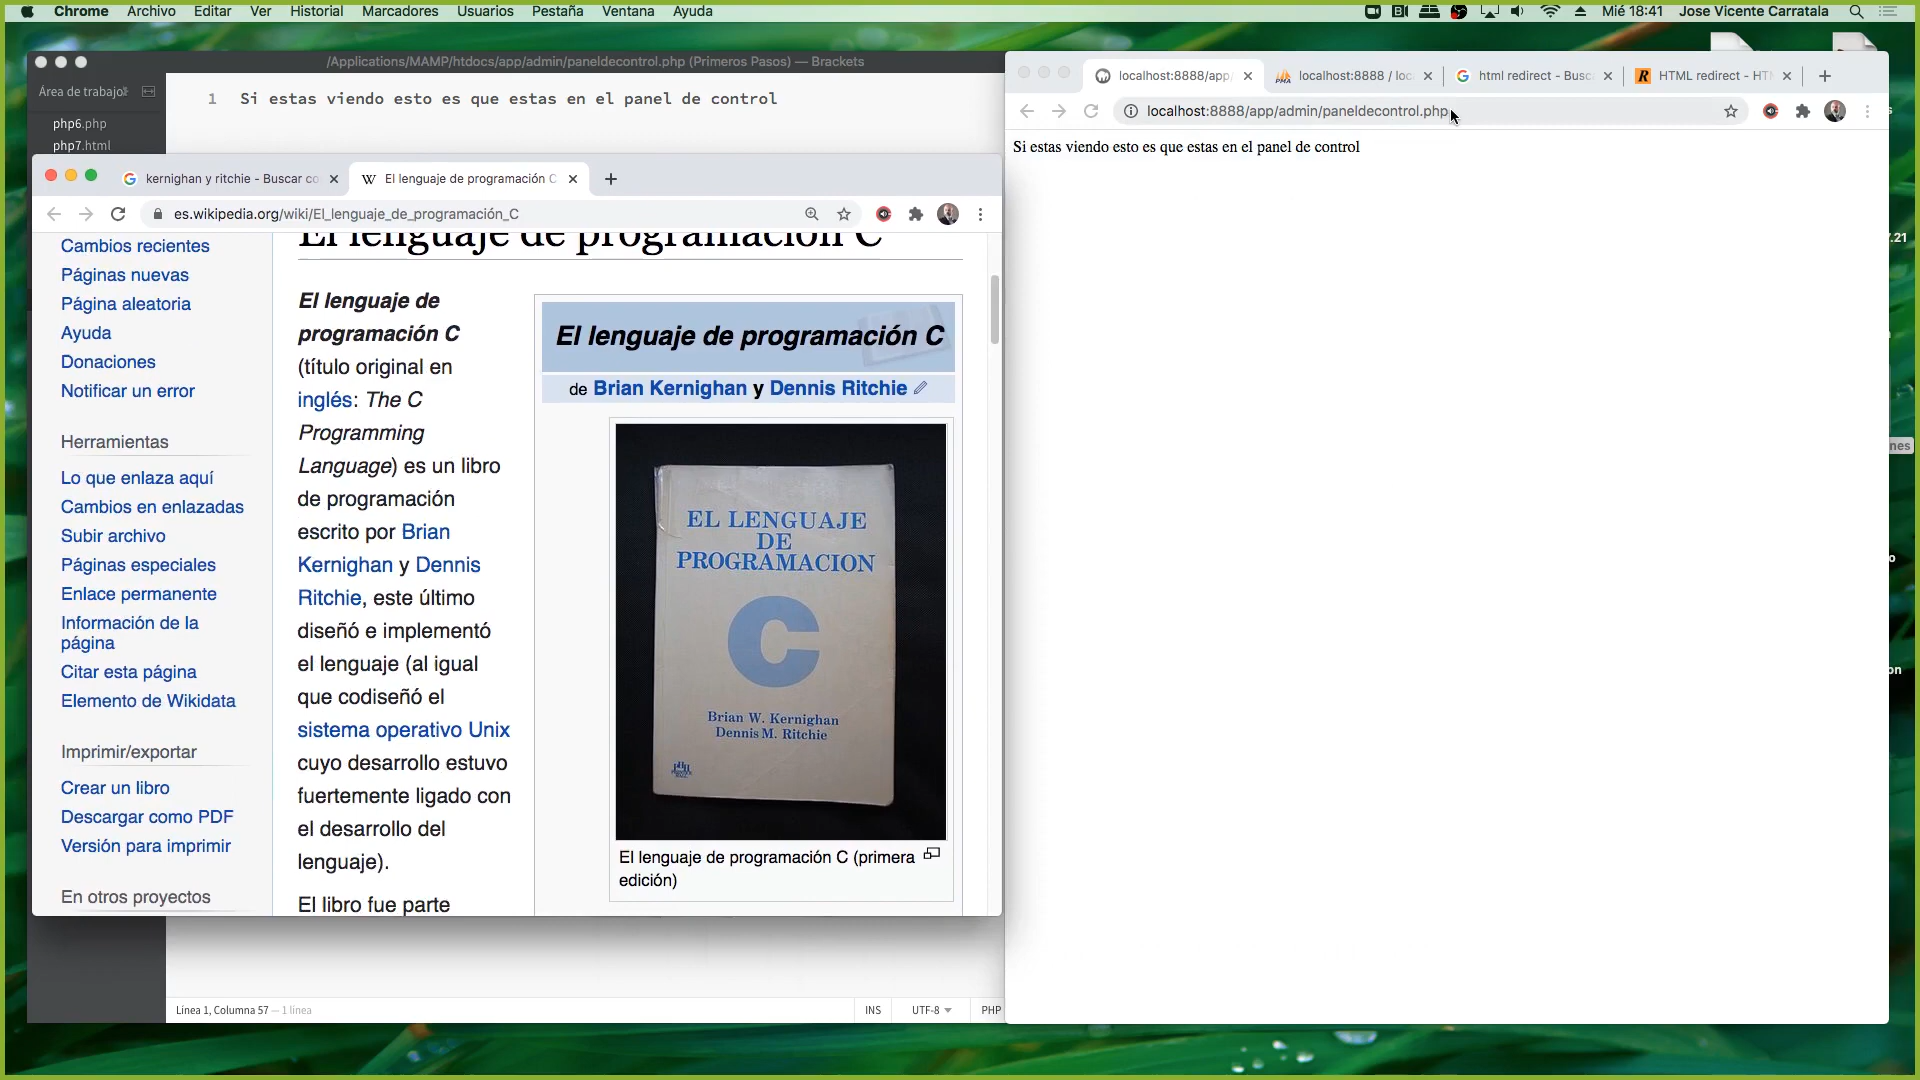 Chrome Archivo Editar Ver Historial Marcadores Usuarios Pestaña Ventana Ayuda
Mié 18:41 Jose Vicente Carratala
/Applications/MAMP/htdocs/app/admin/paneldecontrol.php (Primeros Pasos) — Brackets
Área de trabajo
php6.php
php7.html
1 Si estas viendo esto es que estas en el panel de control
kernighan y ritchie - Buscar co
El lenguaje de programación C
es.wikipedia.org/wiki/El_lenguaje_de_programación_C
Cambios recientes
Páginas nuevas
Página aleatoria
Ayuda
Donaciones
Notificar un error
Herramientas
Lo que enlaza aquí
Cambios en enlazadas
Subir archivo
Páginas especiales
Enlace permanente
Información de la
página
Citar esta página
Elemento de Wikidata
Imprimir/exportar
Crear un libro
Descargar como PDF
Versión para imprimir
En otros proyectos
El lenguaje de programación C
El lenguaje de
programación C
(título original en
inglés: The C
Programming
Language) es un libro
de programación
escrito por Brian
Kernighan y Dennis
Ritchie, este último
diseñó e implementó
el lenguaje (al igual
que codiseñó el
sistema operativo Unix
cuyo desarrollo estuvo
fuertemente ligado con
el desarrollo del
lenguaje).
El libro fue parte
El lenguaje de programación C
de Brian Kernighan y Dennis Ritchie
EL LENGUAJE
DE
PROGRAMACION
C
Brian W. Kernighan
Dennis M. Ritchie
El lenguaje de programación C (primera
edición)
Línea 1, Columna 57 — 1 línea
INS UTF-8 PHP
localhost:8888/app/
localhost:8888 / loc
html redirect - Busc
HTML redirect - HT
localhost:8888/app/admin/paneldecontrol.php
Si estas viendo esto es que estas en el panel de control
.21
nes